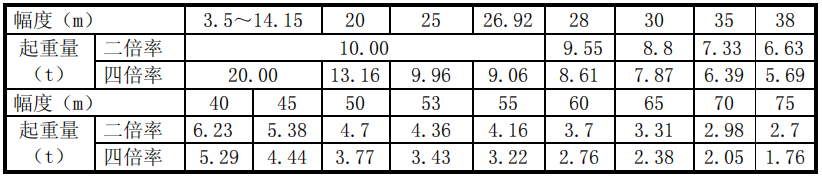 幅度（m） 3.5～14.15 20 25 26.92 28 30 35 38
起重量（t） 二倍率 10.00 9.55 8.8 7.33 6.63
四倍率 20.00 13.16 9.96 9.06 8.61 7.87 6.39 5.69
幅度（m） 40 45 50 53 55 60 65 70 75
起重量（t） 二倍率 6.23 5.38 4.7 4.36 4.16 3.7 3.31 2.98 2.7
四倍率 5.29 4.44 3.77 3.43 3.22 2.76 2.38 2.05 1.76